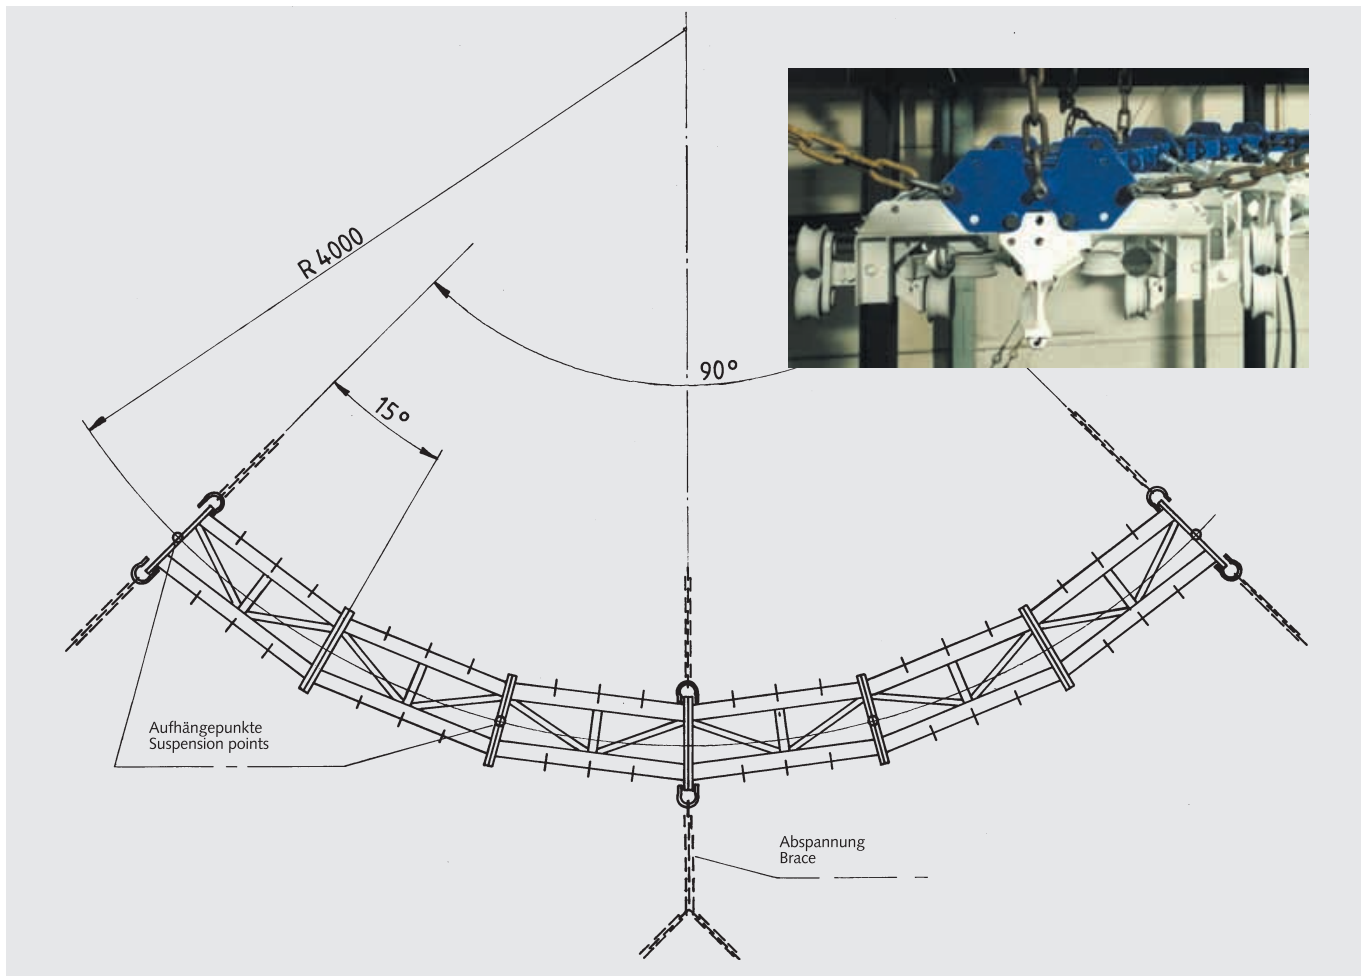 R 4000
90°
15°
Aufhängepunkte
Suspension points
Abspannung
Brace